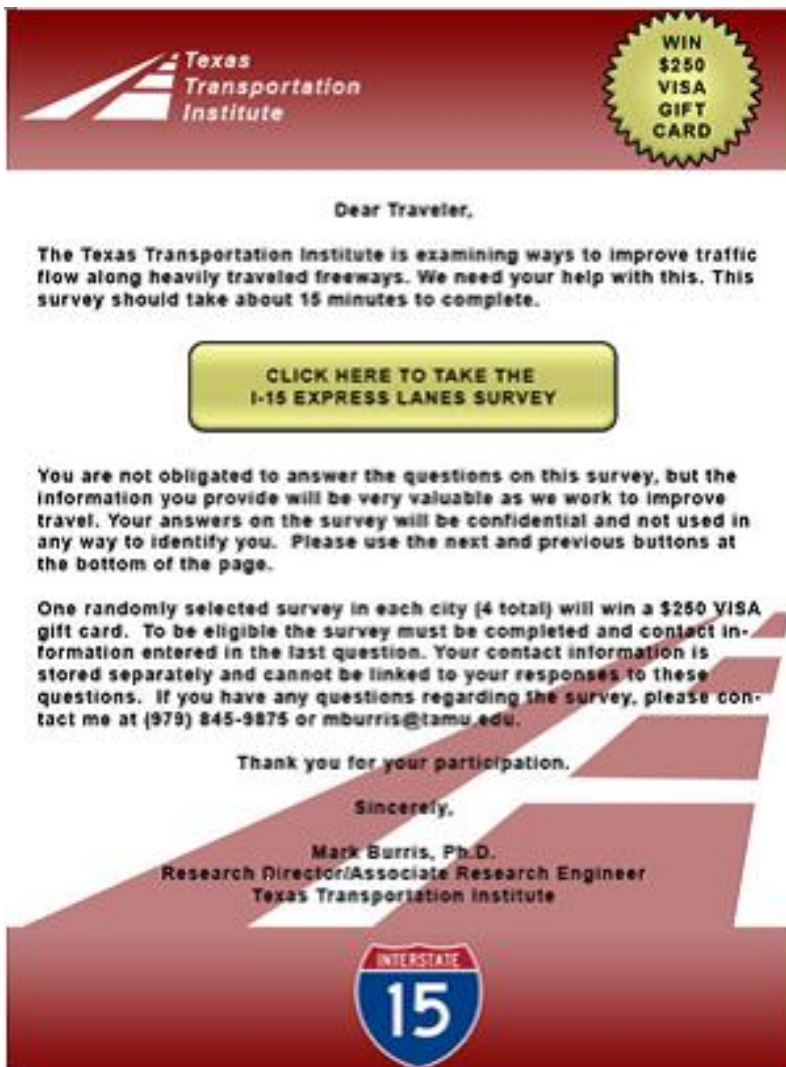 Texas
Transportation
Institute
WIN
$250
VISA
GIFT
CARD
Dear Traveler,
The Texas Transportation Institute is examining ways to improve traffic
flow along heavily traveled freeways. We need your help with this. This
survey should take about 15 minutes to complete.
CLICK HERE TO TAKE THE
I-15 EXPRESS LANES SURVEY
You are not obligated to answer the questions on this survey, but the
information you provide will be very valuable as we work to improve
travel. Your answers on the survey will be confidential and not used in
any way to identify you.  Please use the next and previous buttons at
the bottom of the page.
One randomly selected survey in each city (4 total) will win a $250 VISA
gift card.  To be eligible the survey must be completed and contact in-
formation entered in the last question. Your contact information is
stored separately and cannot be linked to your responses to these
questions.  If you have any questions regarding the survey, please con-
tact me at (979) 845-9875 or mburris@tamu.edu.
Thank you for your participation.
Sincerely,
Mark Burris, Ph.D.
Research Director/Associate Research Engineer
Texas Transportation Institute
INTERSTATE
15